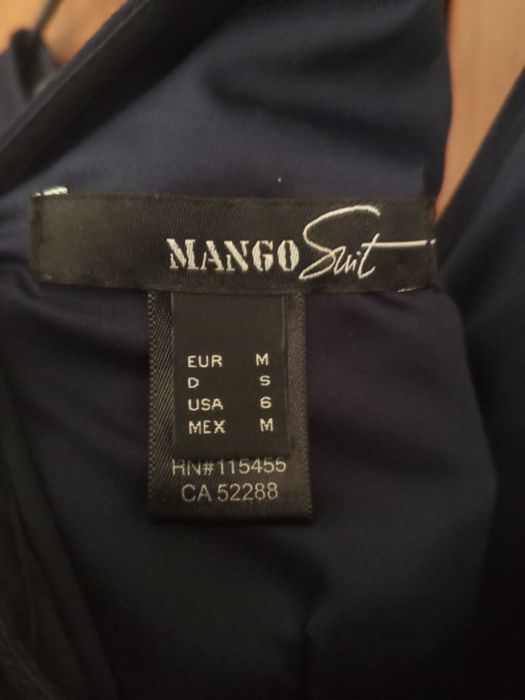 MANGO Suit
EUR M
D S
USA 6
MEX M
RN#115455
CA 52288